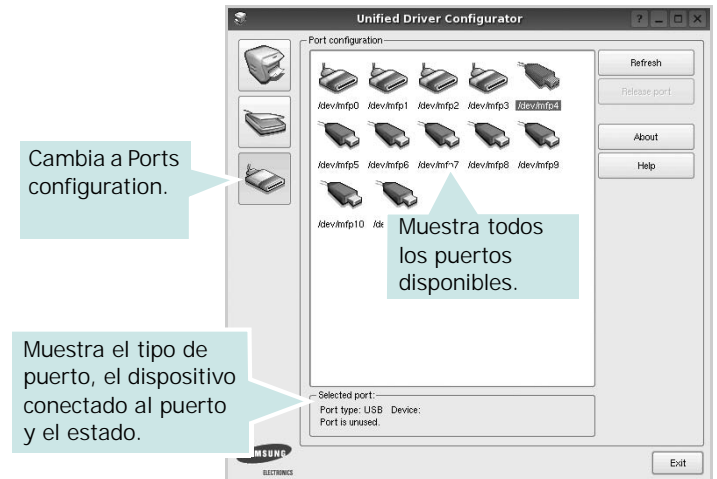 Unified Driver Configurator
Port configuration
/dev/mfp0 /dev/mfp1 /dev/mfp2 /dev/mfp3 /dev/mfp4
/dev/mfp5 /dev/mfp6 /dev/mfp7 /dev/mfp8 /dev/mfp9
/dev/mfp10
Refresh
Release port
About
Help
Cambia a Ports
configuration.
Muestra todos
los puertos
disponibles.
Muestra el tipo de
puerto, el dispositivo
conectado al puerto
y el estado.
Selected port:
Port type: USB Device:
Port is unused.
ELECTRONICS
Exit